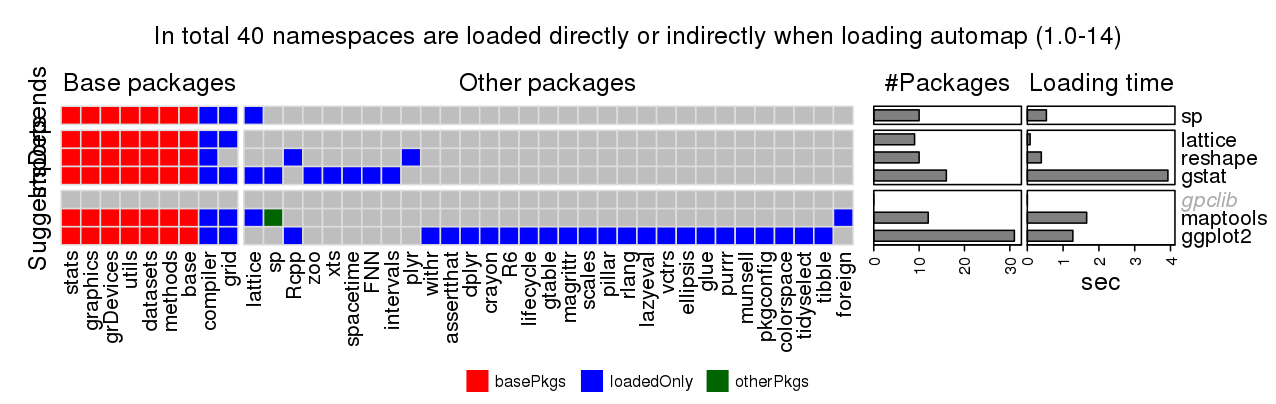 In total 40 namespaces are loaded directly or indirectly when loading automap (1.0-14)
Base packages
Other packages
#Packages
Loading time
Depends
Imports
Suggests
sp
lattice
reshape
gstat
gpclib
maptools
ggplot2
stats
graphics
grDevices
utils
datasets
methods
base
compiler
grid
lattice
sp
Rcpp
zoo
xts
spacetime
FNN
intervals
plyr
withr
assertthat
dplyr
crayon
R6
lifecycle
gtable
magrittr
scales
pillar
rlang
lazyeval
vctrs
ellipsis
glue
purrr
munsell
pkgconfig
colorspace
tidyselect
tibble
foreign
0 10 20 30
0 1 2 3 4
sec
basePkgs loadedOnly otherPkgs